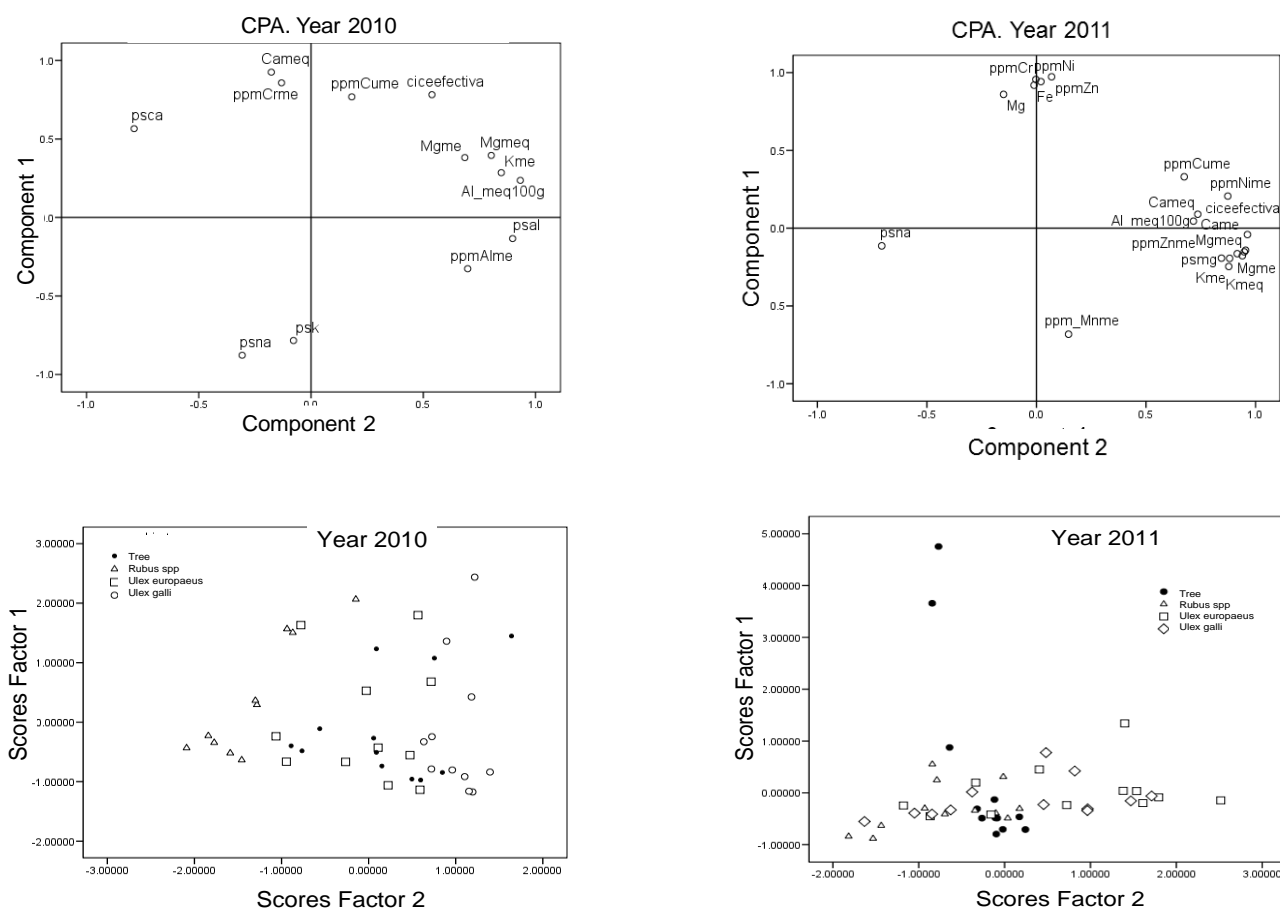 CPA. Year 2010
1.0
0.5
0.0
-0.5
-1.0
-1.0
-0.5
0.0
0.5
1.0
Component 1
Component 2
Cameq
ppmCrme
ppmCume
ciceefectiva
psca
Mgme
Mgmeq
Kme
Al_meq100g
psal
ppmAlme
psk
psna
CPA. Year 2011
1.0
0.5
0.0
-0.5
-1.0
-1.0
-0.5
0.0
0.5
1.0
Component 1
Component 2
ppmCr
ppmNi
ppmZn
Fe
Mg
ppmCume
ppmNime
Cameq
ciceefectiva
Al_meq100g
Came
psna
ppmZnme
Mgmeq
psmg
Mgme
Kme
Kmeq
ppm_Mnme
Year 2010
3.00000
2.00000
1.00000
0.00000
-1.00000
-2.00000
-3.00000
-2.00000
-1.00000
0.00000
1.00000
2.00000
Scores Factor 1
Scores Factor 2
Tree
Rubus spp
Ulex europaeus
Ulex galli
Year 2011
5.00000
4.00000
3.00000
2.00000
1.00000
0.00000
-1.00000
-2.00000
-1.00000
0.00000
1.00000
2.00000
3.0000
Scores Factor 1
Scores Factor 2
Tree
Rubus spp
Ulex europaeus
Ulex galli